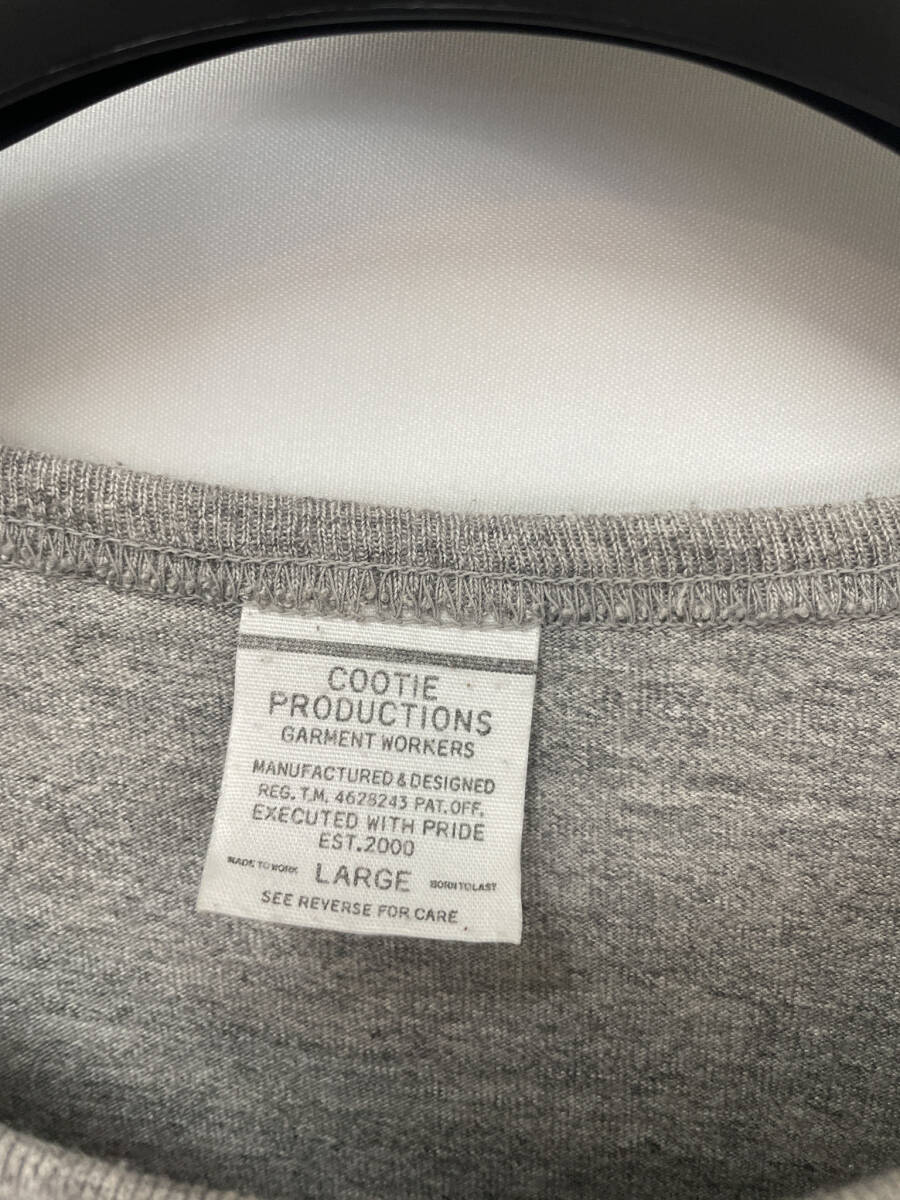 COOTIE
PRODUCTIONS
GARMENT WORKERS
MANUFACTURED & DESIGNED
REG. T.M. 4628243 PAT. OFF.
EXECUTED WITH PRIDE
EST.2000
MADE TO WORK LARGE BORN TO LAST
SEE REVERSE FOR CARE